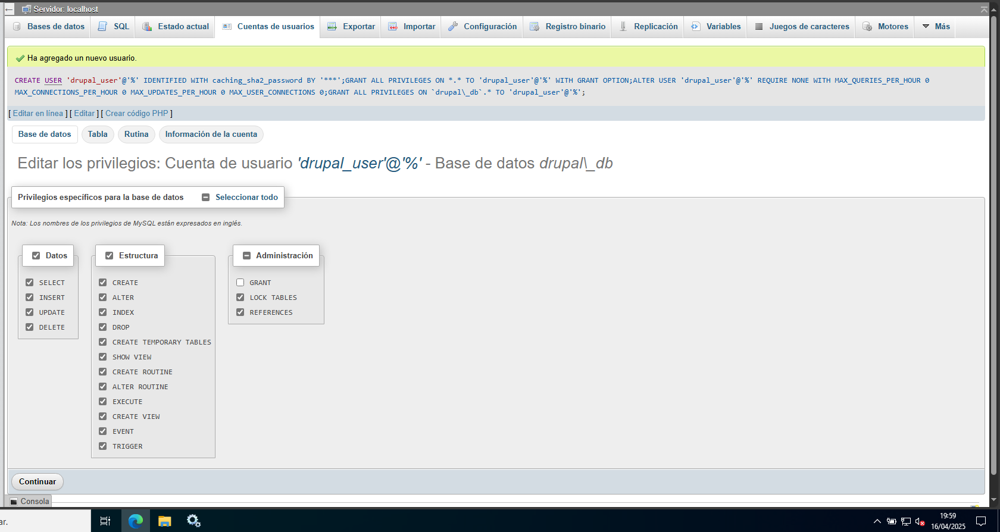 Servidor: localhost
Bases de datos SQL Estado actual Cuentas de usuarios Exportar Importar Configuración Registro binario Replicación Variables Juegos de caracteres Motores Más
Ha agregado un nuevo usuario.
CREATE USER 'drupal_user'@'%' IDENTIFIED WITH caching_sha2_password BY '***';GRANT ALL PRIVILEGES ON *.* TO 'drupal_user'@'%' WITH GRANT OPTION;ALTER USER 'drupal_user'@'%' REQUIRE NONE WITH MAX_QUERIES_PER_HOUR 0
MAX_CONNECTIONS_PER_HOUR 0 MAX_UPDATES_PER_HOUR 0 MAX_USER_CONNECTIONS 0;GRANT ALL PRIVILEGES ON `drupal\_db`.* TO 'drupal_user'@'%';
[ Editar en línea ] [ Editar ] [ Crear código PHP ]
Base de datos Tabla Rutina Información de la cuenta
Editar los privilegios: Cuenta de usuario 'drupal_user'@'%' - Base de datos drupal\_db
Privilegios específicos para la base de datos Seleccionar todo
Nota: Los nombres de los privilegios de MySQL están expresados en inglés.
Datos
SELECT
INSERT
UPDATE
DELETE
Estructura
CREATE
ALTER
INDEX
DROP
CREATE TEMPORARY TABLES
SHOW VIEW
CREATE ROUTINE
ALTER ROUTINE
EXECUTE
CREATE VIEW
EVENT
TRIGGER
Administración
GRANT
LOCK TABLES
REFERENCES
Continuar
Consola
ar.
19:59
16/04/2025